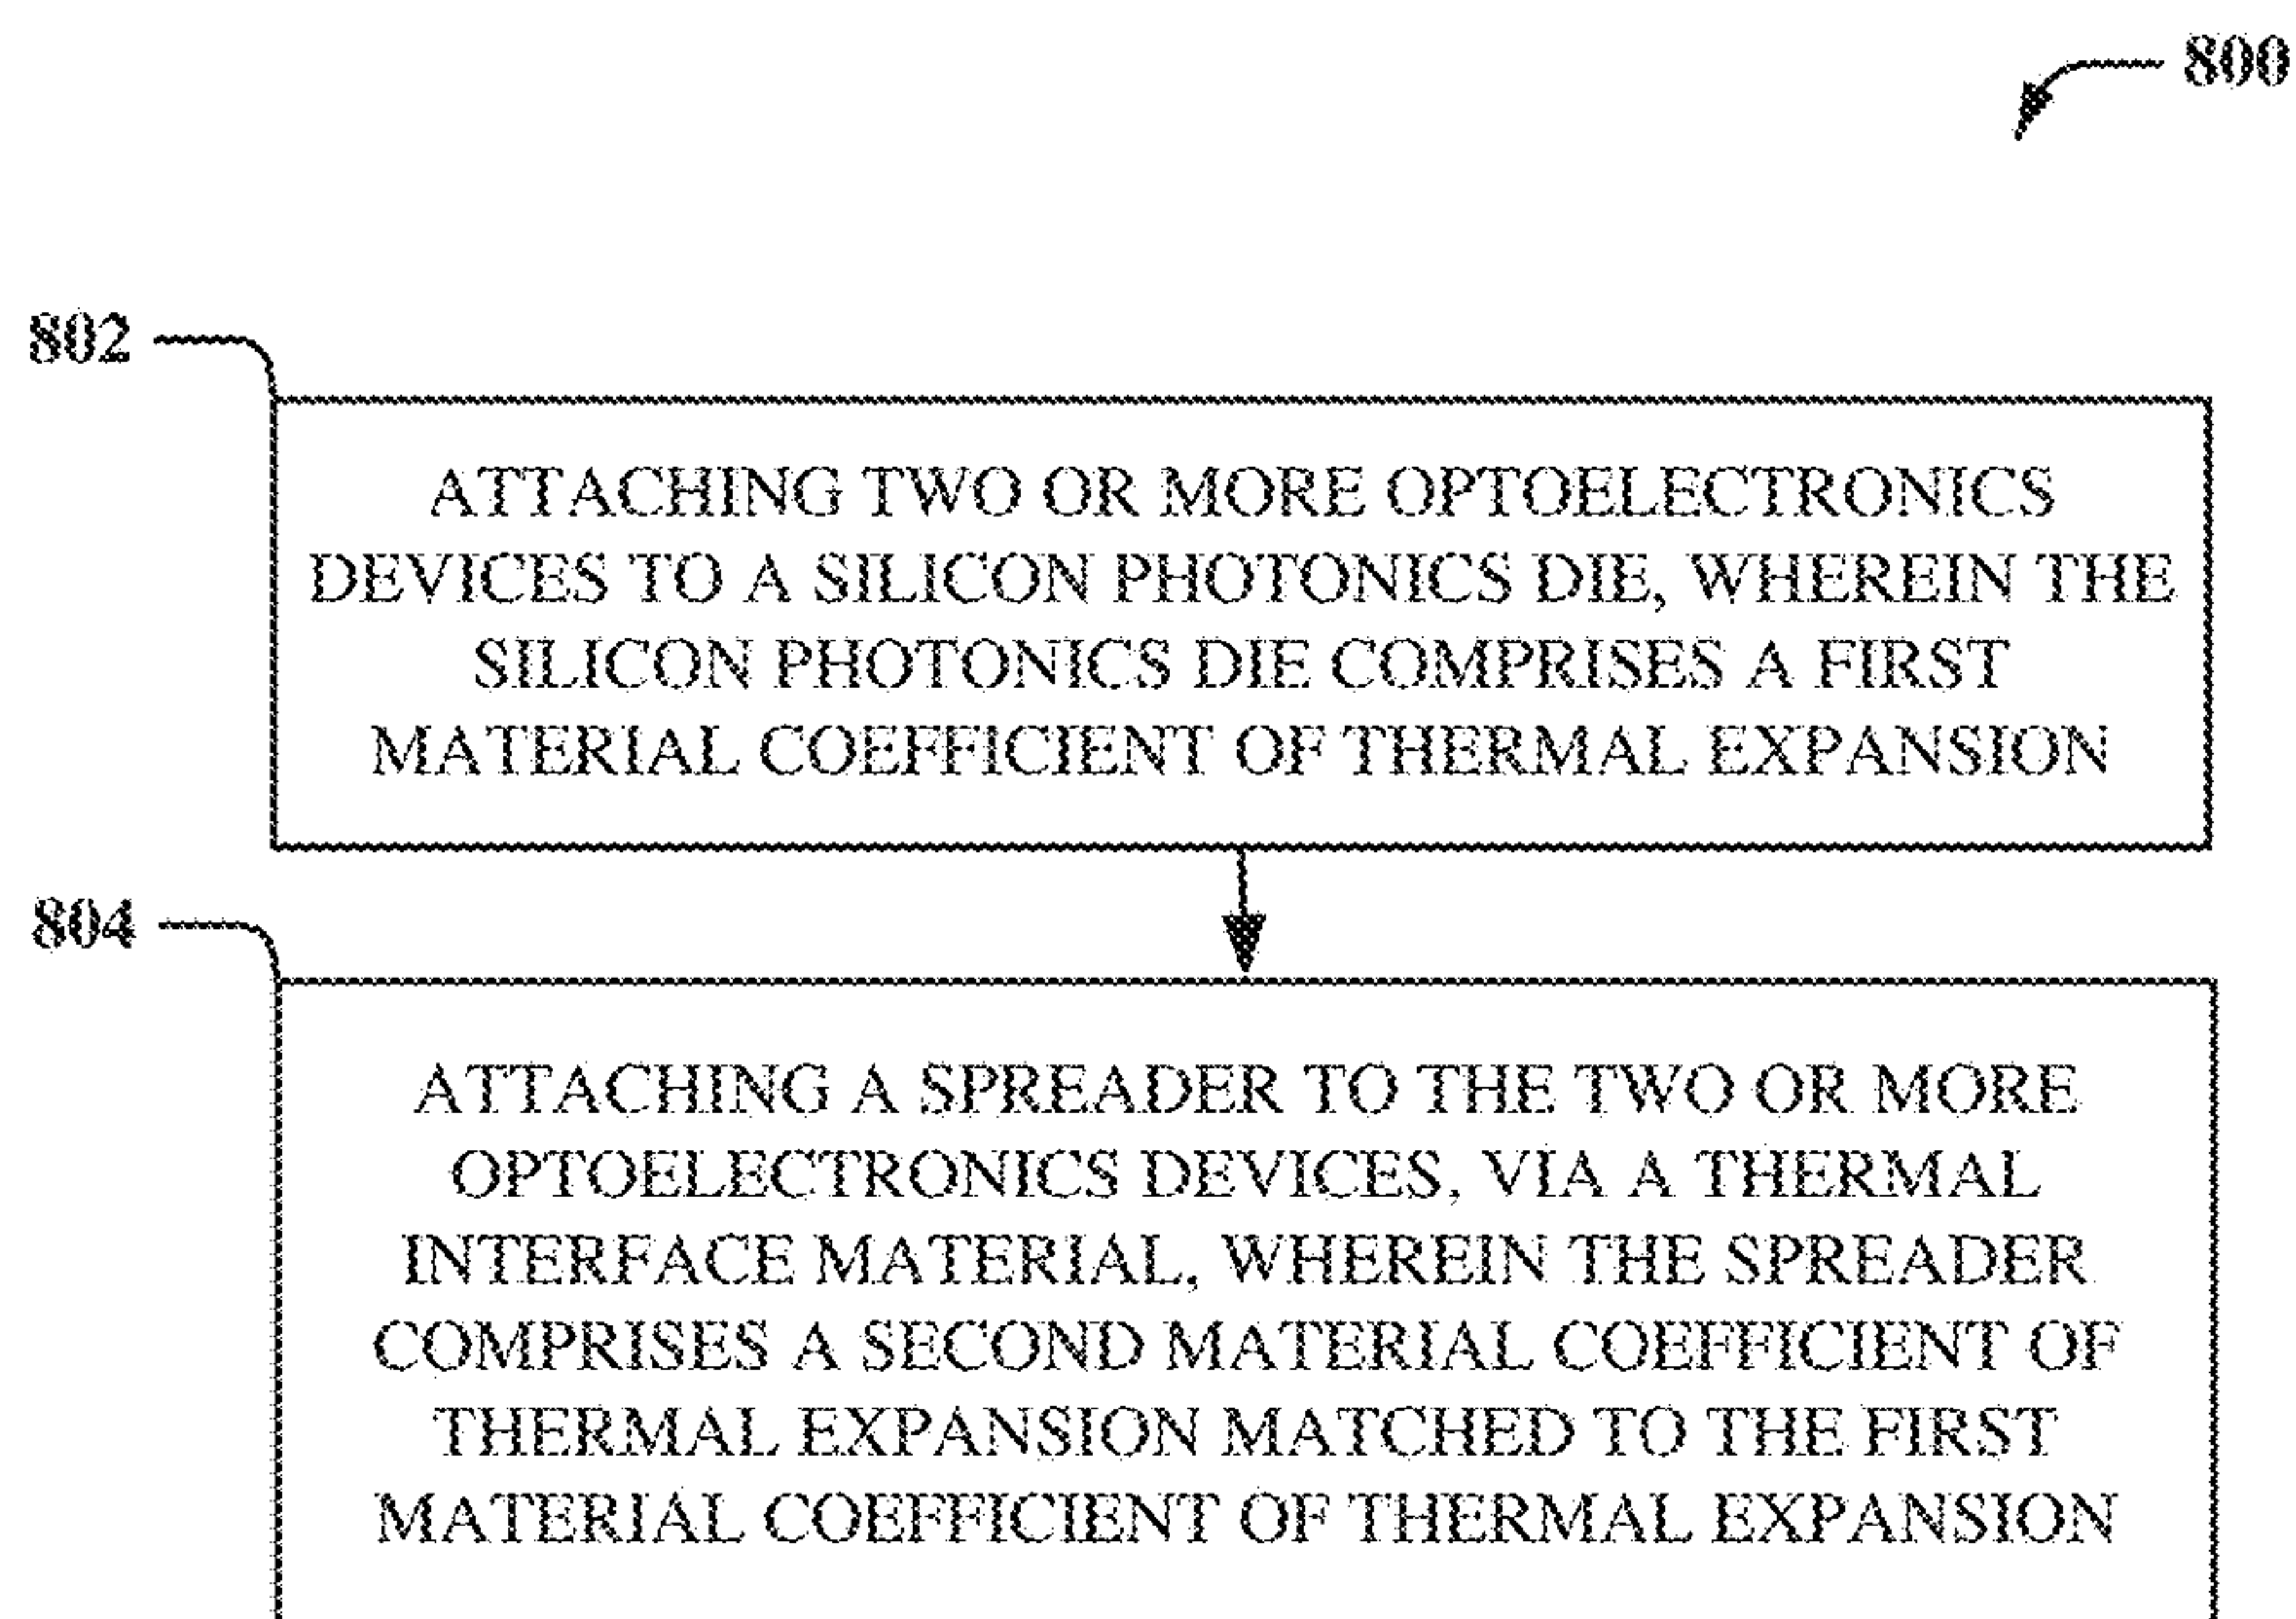 800
802
ATTACHING TWO OR MORE OPTOELECTRONICS
DEVICES TO A SILICON PHOTONICS DIE, WHEREIN THE
SILICON PHOTONICS DIE COMPRISES A FIRST
MATERIAL COEFFICIENT OF THERMAL EXPANSION
804
ATTACHING A SPREADER TO THE TWO OR MORE
OPTOELECTRONICS DEVICES, VIA A THERMAL
INTERFACE MATERIAL, WHEREIN THE SPREADER
COMPRISES A SECOND MATERIAL COEFFICIENT OF
THERMAL EXPANSION MATCHED TO THE FIRST
MATERIAL COEFFICIENT OF THERMAL EXPANSION